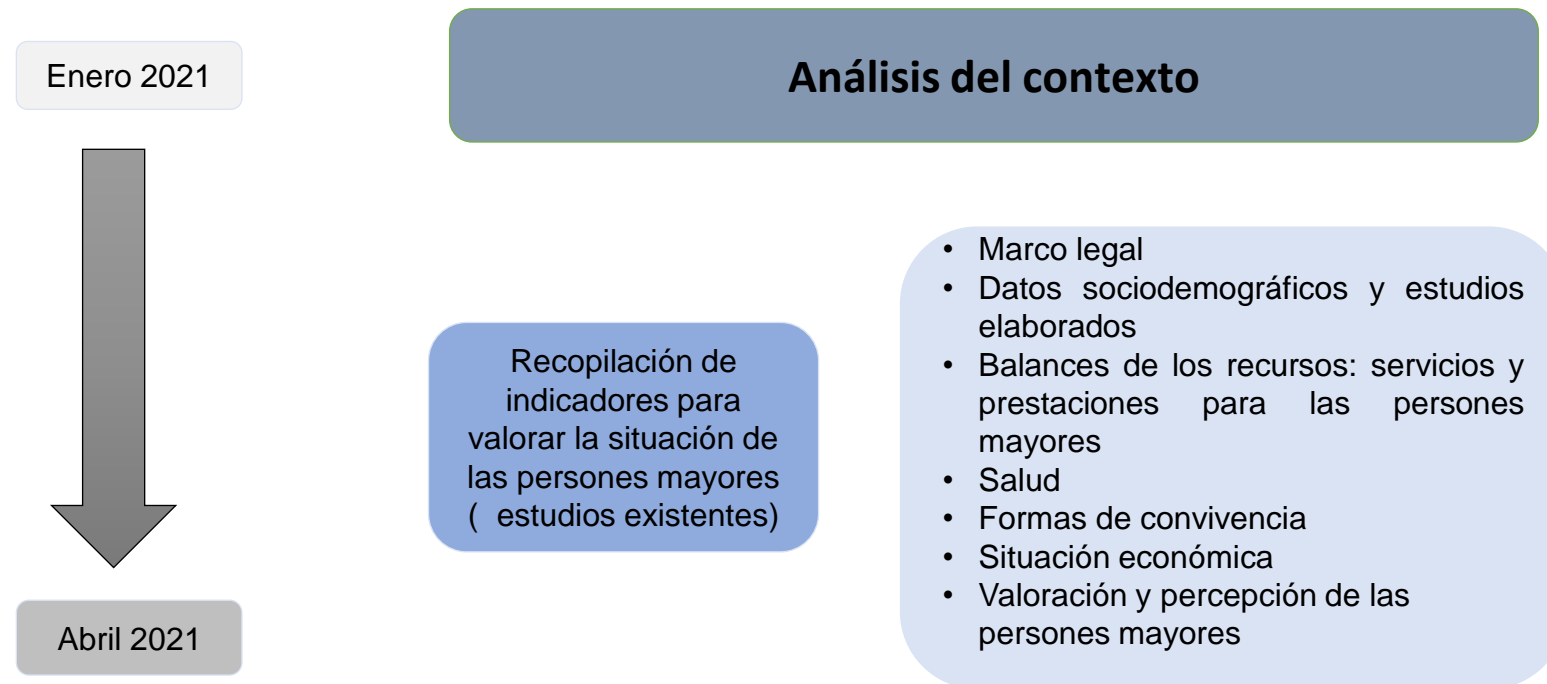 Enero 2021
Análisis del contexto
Recopilación de
indicadores para
valorar la situación de
las persones mayores
( estudios existentes)
• Marco legal
• Datos sociodemográficos y estudios
elaborados
• Balances de los recursos: servicios y
prestaciones para las persones
mayores
• Salud
• Formas de convivencia
• Situación económica
• Valoración y percepción de las
persones mayores
Abril 2021